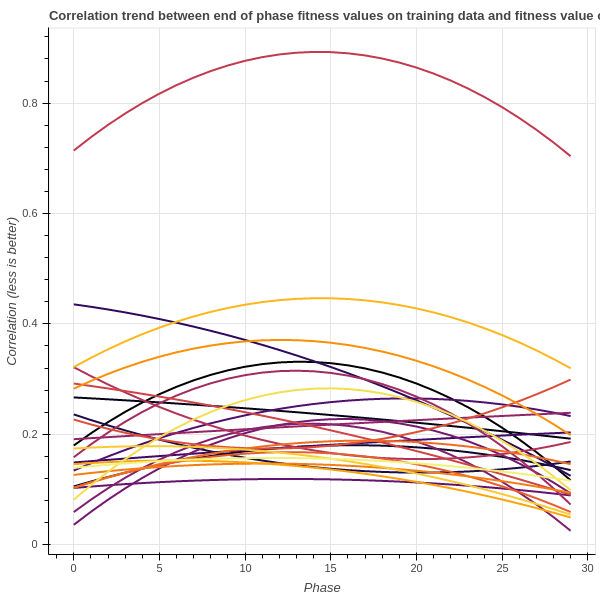 Correlation trend between end of phase fitness values on training data and fitness value
Correlation (less is better)
0.8
0.6
0.4
0.2
0
0 5 10 15 20 25 30
Phase